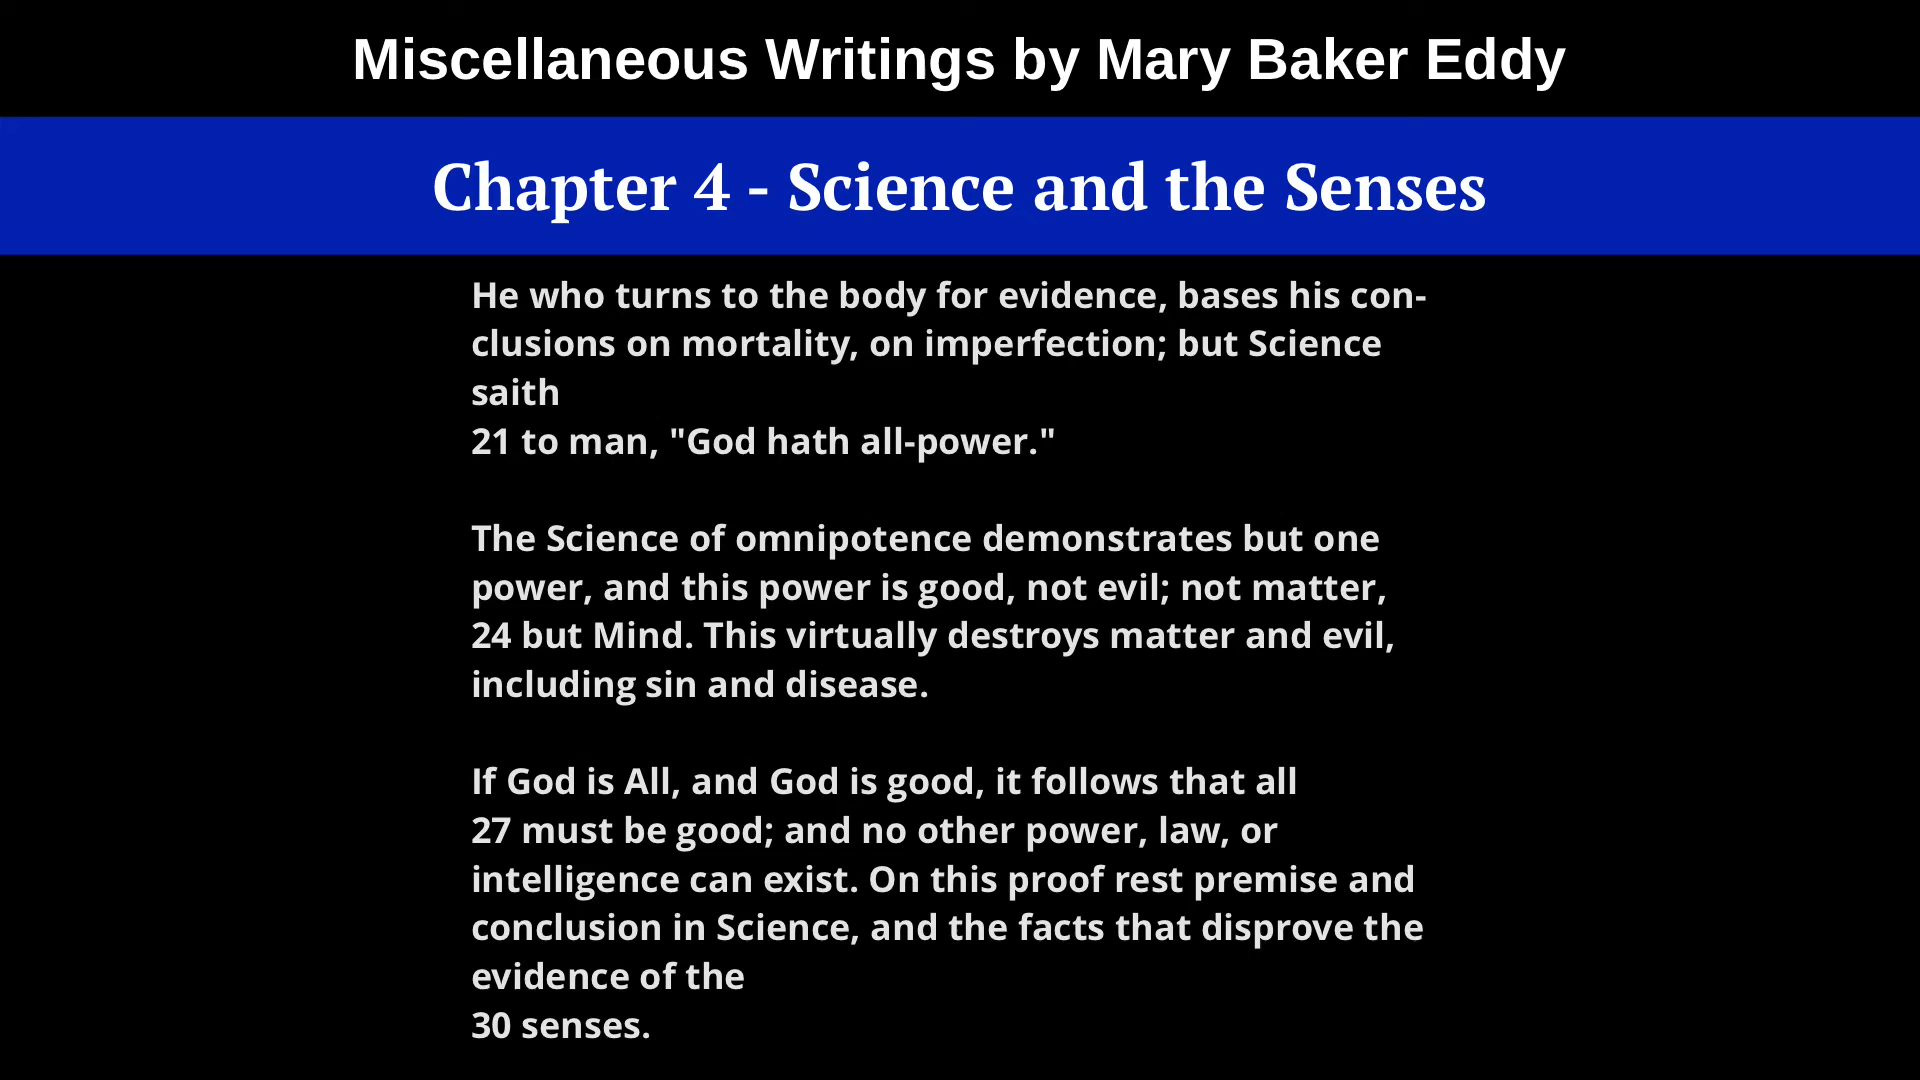 Miscellaneous Writings by Mary Baker Eddy
Chapter 4 - Science and the Senses
He who turns to the body for evidence, bases his con-
clusions on mortality, on imperfection; but Science
saith
21 to man, "God hath all-power."
The Science of omnipotence demonstrates but one
power, and this power is good, not evil; not matter,
24 but Mind. This virtually destroys matter and evil,
including sin and disease.
If God is All, and God is good, it follows that all
27 must be good; and no other power, law, or
intelligence can exist. On this proof rest premise and
conclusion in Science, and the facts that disprove the
evidence of the
30 senses.